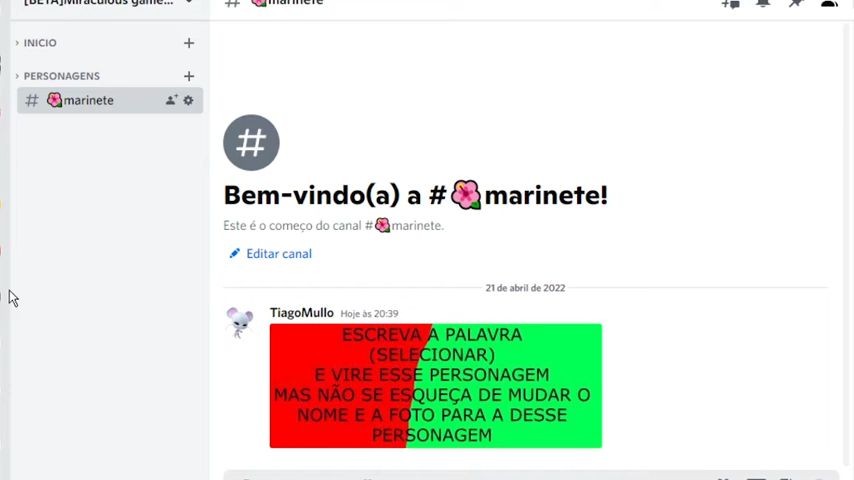 [BETA]Miraculous game...
# 🌺marinete
INICIO
PERSONAGENS
# 🌺marinete
Bem-vindo(a) a #🌺marinete!
Este é o começo do canal #🌺marinete.
Editar canal
21 de abril de 2022
TiagoMullo Hoje às 20:39
ESCREVA A PALAVRA
(SELECIONAR)
E VIRE ESSE PERSONAGEM
MAS NÃO SE ESQUEÇA DE MUDAR O
NOME E A FOTO PARA A DESSE
PERSONAGEM